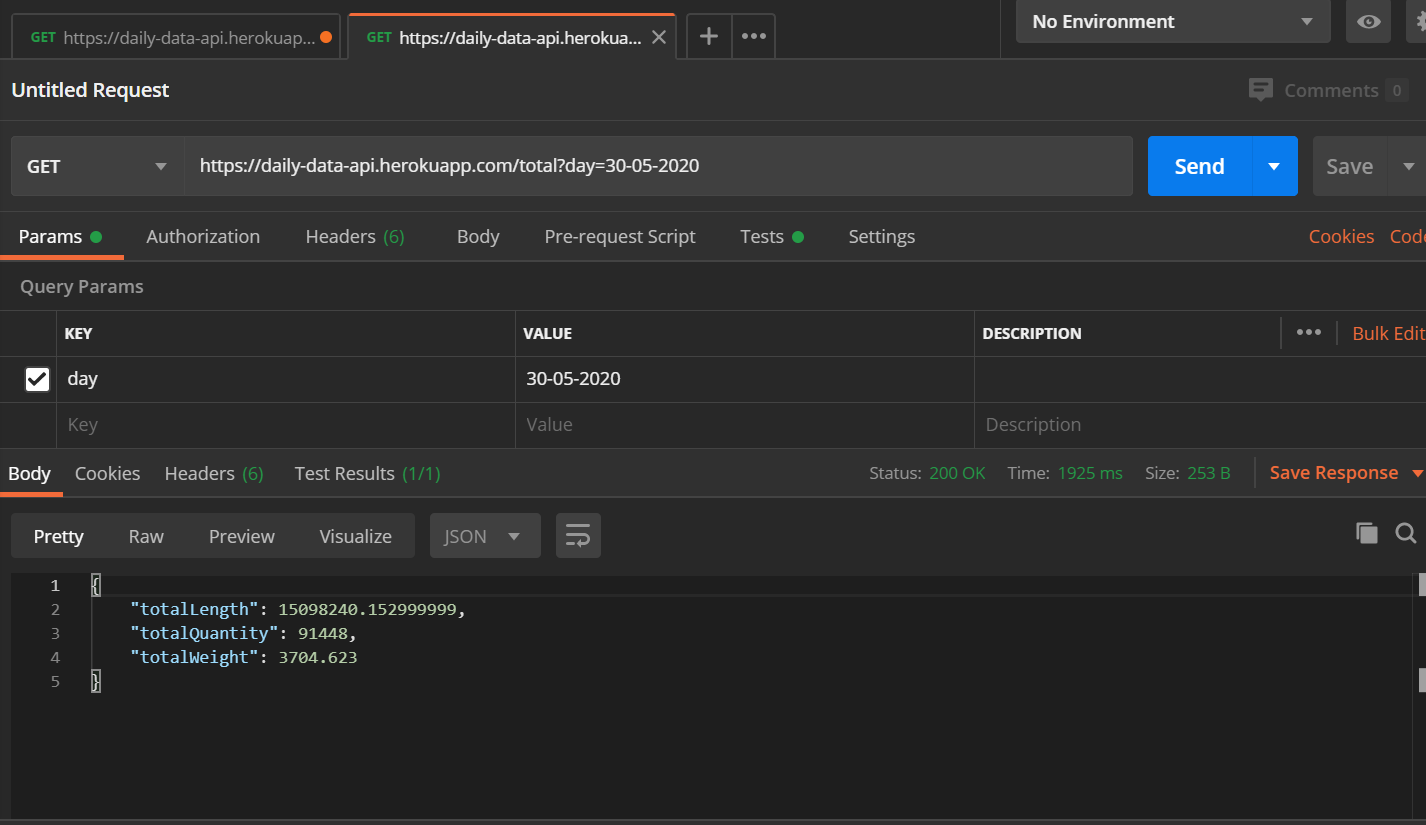 GET https://daily-data-api.herokuap... GET https://daily-data-api.herokua... No Environment
Untitled Request Comments 0
GET https://daily-data-api.herokuapp.com/total?day=30-05-2020 Send Save
Params Authorization Headers (6) Body Pre-request Script Tests Settings Cookies Code
Query Params
KEY VALUE DESCRIPTION Bulk Edit
day 30-05-2020
Key Value Description
Body Cookies Headers (6) Test Results (1/1) Status: 200 OK Time: 1925 ms Size: 253 B Save Response
Pretty Raw Preview Visualize JSON
1 {
2 "totalLength": 15098240.152999999,
3 "totalQuantity": 91448,
4 "totalWeight": 3704.623
5 }